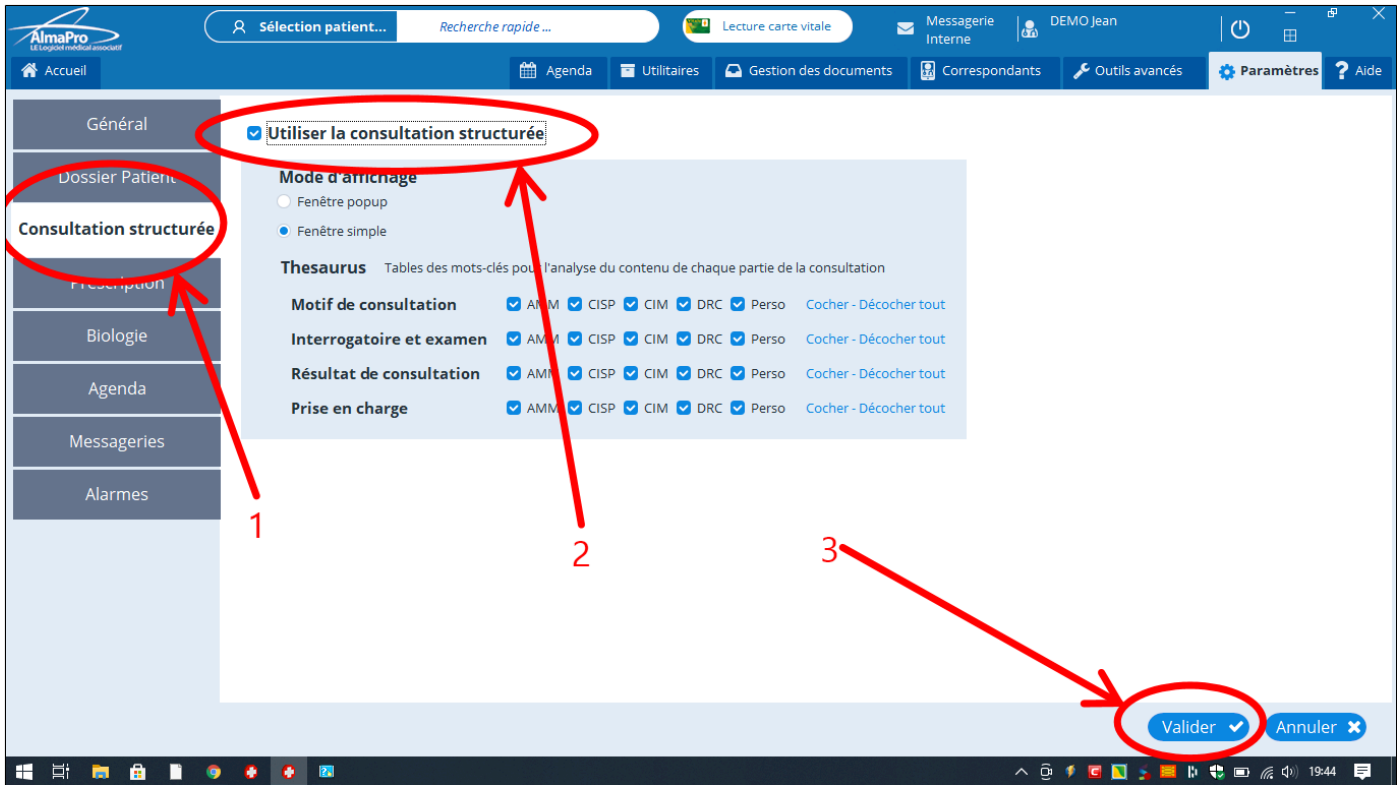 AlmaPro
LE Logiciel médical associatif
Sélection patient...
Recherche rapide ...
Lecture carte vitale
Messagerie
Interne
DEMO Jean
Accueil
Agenda
Utilitaires
Gestion des documents
Correspondants
Outils avancés
Paramètres
? Aide
Général
Dossier Patient
Consultation structurée
Prescription
Biologie
Agenda
Messageries
Alarmes
Utiliser la consultation structurée
Mode d'affichage
Fenêtre popup
Fenêtre simple
Thesaurus Tables des mots-clés pour l'analyse du contenu de chaque partie de la consultation
Motif de consultation AMM CISP CIM DRC Perso Cocher - Décocher tout
Interrogatoire et examen AMM CISP CIM DRC Perso Cocher - Décocher tout
Résultat de consultation AMM CISP CIM DRC Perso Cocher - Décocher tout
Prise en charge AMM CISP CIM DRC Perso Cocher - Décocher tout
1
2
3
Valider
Annuler
19:44